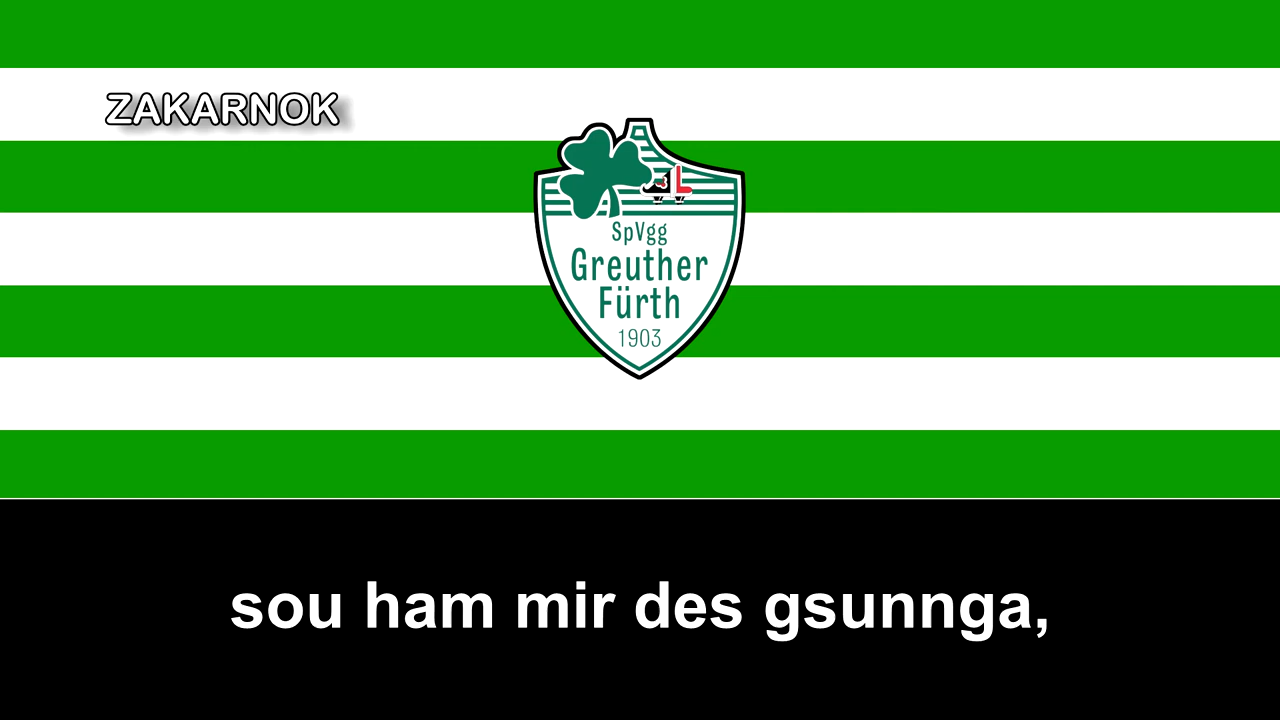 ZAKARNOK
SpVgg
Greuther
Fürth
1903
sou ham mir des gsunnga,